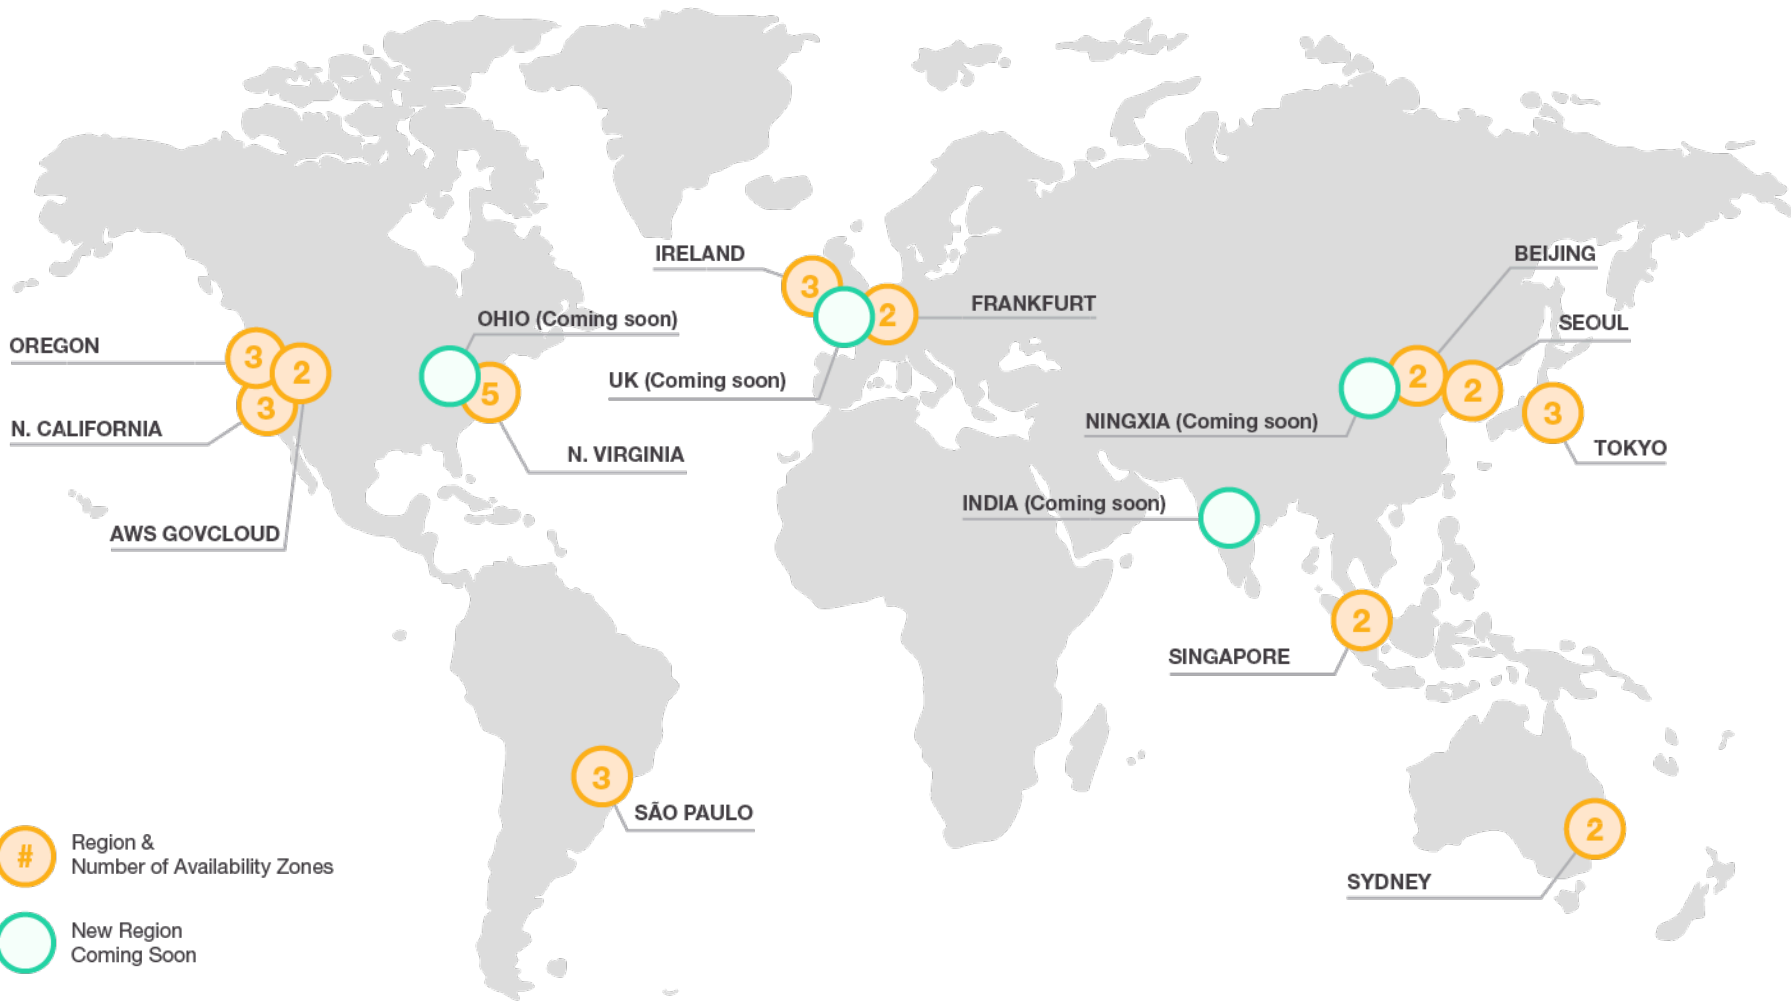 IRELAND
3
BEIJING
FRANKFURT
2
OHIO (Coming soon)
SEOUL
OREGON
3
2
UK (Coming soon)
5
2
2
3
N. CALIFORNIA
3
NINGXIA (Coming soon)
TOKYO
N. VIRGINIA
INDIA (Coming soon)
AWS GOVCLOUD
2
SINGAPORE
3
SÃO PAULO
2
SYDNEY
# Region &
Number of Availability Zones
New Region
Coming Soon